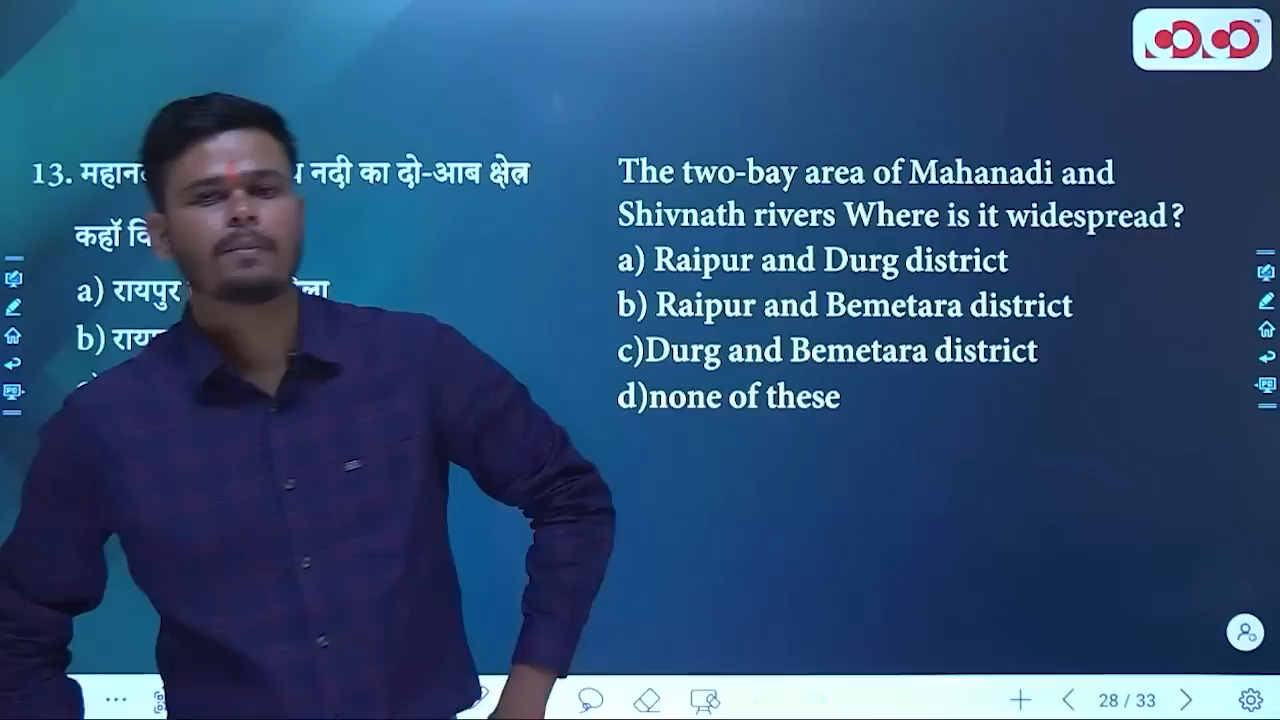 13. नदी का दो-आब क्षेत्र
कहाॅ
a) रायपुर
b)
The two-bay area of Mahanadi and
Shivnath rivers Where is it widespread?
a) Raipur and Durg district
b) Raipur and Bemetara district
c)Durg and Bemetara district
d)none of these
28 / 33